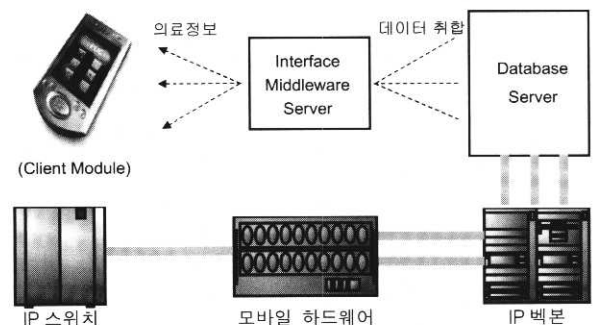 의료정보
데이터 취합
Interface
Middleware
Server
Database
Server
(Client Module)
IP 스위치
모바일 하드웨어
IP 벡본